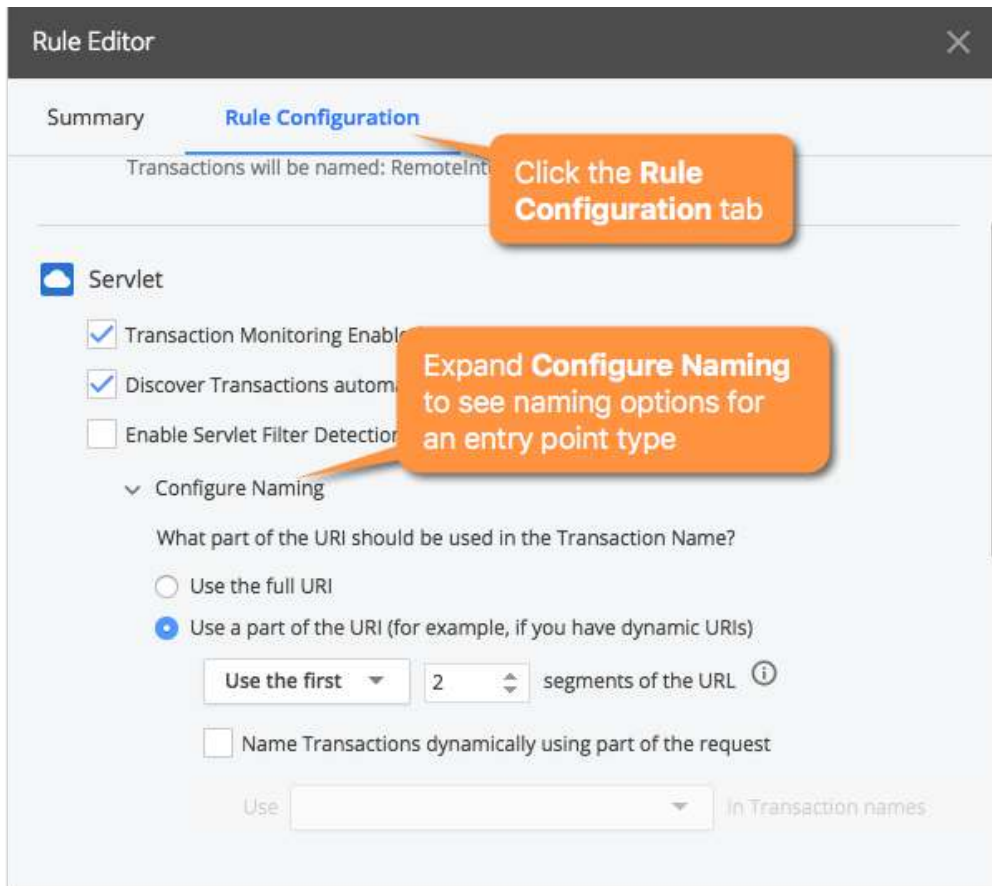 Rule Editor
Summary
Rule Configuration
Transactions will be named:
Click the Rule
Configuration tab
Servlet
Transaction Monitoring
Expand Configure Naming
to see naming options for
an entry point type
Discover Transactions
Enable Servlet Filter Detection
Configure Naming
What part of the URI should be used in the Transaction Name?
Use the full URI
Use a part of the URI (for example, if you have dynamic URIs)
Use the first 2 segments of the URL
Name Transactions dynamically using part of the request
Use in Transaction names